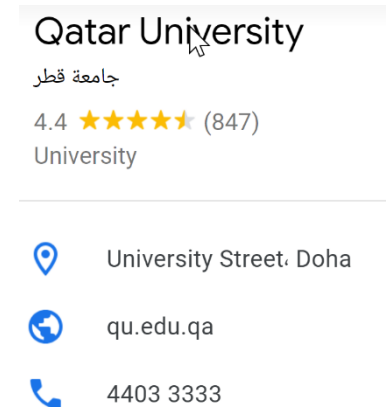 Qatar University
جامعة قطر
4.4 (847)
University
University Street، Doha
qu.edu.qa
4403 3333